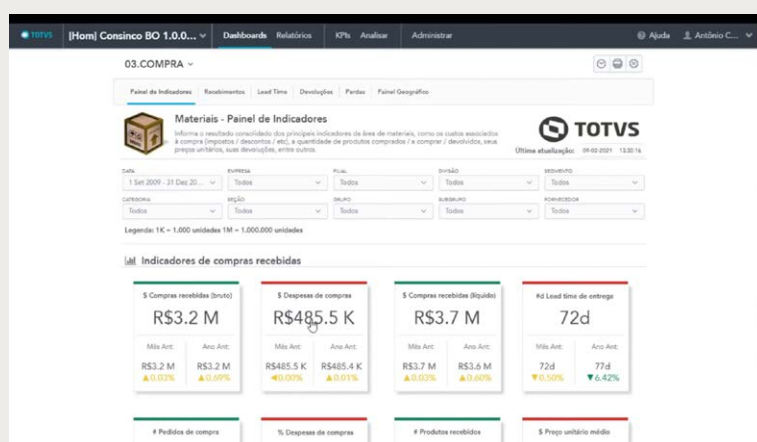 TOTVS [Hom] Consinco BO 1.0.0... Dashboards Relatórios KPIs Analisar Administrar Ajuda Antônio C...
03.COMPRA
Painel de Indicadores Recebimentos Lead Time Devoluções Perdas Painel Geográfico
Materiais - Painel de Indicadores
Informa o resultado consolidado dos principais indicadores da área de materiais, como os custos associados
à compra (impostos / descontos / etc), a quantidade de produtos comprados / a comprar / devolvidos, seus
preços unitários, suas devoluções, entre outros.
TOTVS
Última atualização: 09-02-2021 13:30:16
DATA EMPRESA FILIAL DIVISÃO SEGMENTO
1 Set 2009 - 31 Dez 20... Todos Todos Todos Todos
CATEGORIA SEÇÃO GRUPO SUBGRUPO FORNECEDOR
Todos Todos Todos Todos Todos
Legenda: 1K = 1.000 unidades 1M = 1.000.000 unidades
Indicadores de compras recebidas
$ Compras recebidas (bruto) $ Despesas de compras $ Compras recebidas (líquido) #d Lead time de entrega
R$3.2 M R$485.5 K R$3.7 M 72d
Mês Ant: Ano Ant: Mês Ant: Ano Ant: Mês Ant: Ano Ant: Mês Ant: Ano Ant:
R$3.2 M R$3.2 M R$485.5 K R$485.4 K R$3.7 M R$3.6 M 72d 77d
▲0.03% ▲0.69% ◀0.00% ▲0.01% ▲0.03% ▲0.60% ▼0.50% ▼6.42%
# Pedidos de compra % Despesas de compras # Produtos recebidos $ Preço unitário médio